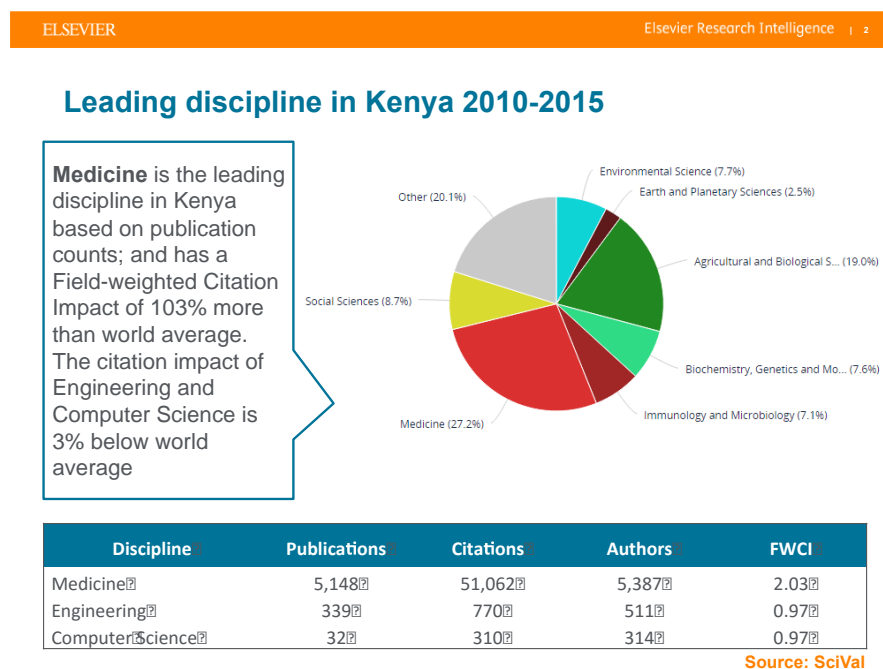 ELSEVIER
Elsevier Research Intelligence | 2
Leading discipline in Kenya 2010-2015
Medicine is the leading
discipline in Kenya
based on publication
counts; and has a
Field-weighted Citation
Impact of 103% more
than world average.
The citation impact of
Engineering and
Computer Science is
3% below world
average
Environmental Science (7.7%)
Earth and Planetary Sciences (2.5%)
Other (20.1%)
Agricultural and Biological S... (19.0%)
Social Sciences (8.7%)
Biochemistry, Genetics and Mo... (7.6%)
Immunology and Microbiology (7.1%)
Medicine (27.2%)
Discipline Publications Citations Authors FWCI
Medicine 5,148 51,062 5,387 2.03
Engineering 339 770 511 0.97
Computer Science 32 310 314 0.97
Source: SciVal